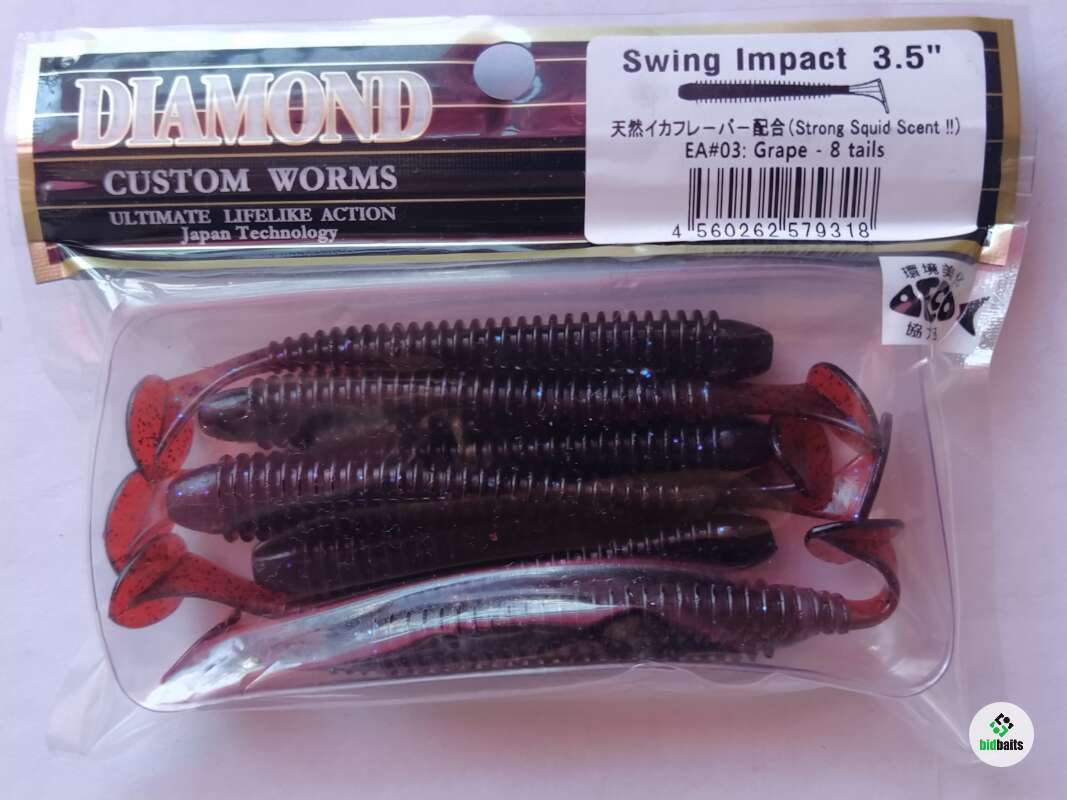 DIAMOND
CUSTOM WORMS
ULTIMATE LIFELIKE ACTION
Japan Technology
Swing Impact 3.5"
天然イカフレーバー配合(Strong Squid Scent !!)
EA#03: Grape - 8 tails
4 560262 579318
環境美化
協力
bidbaits